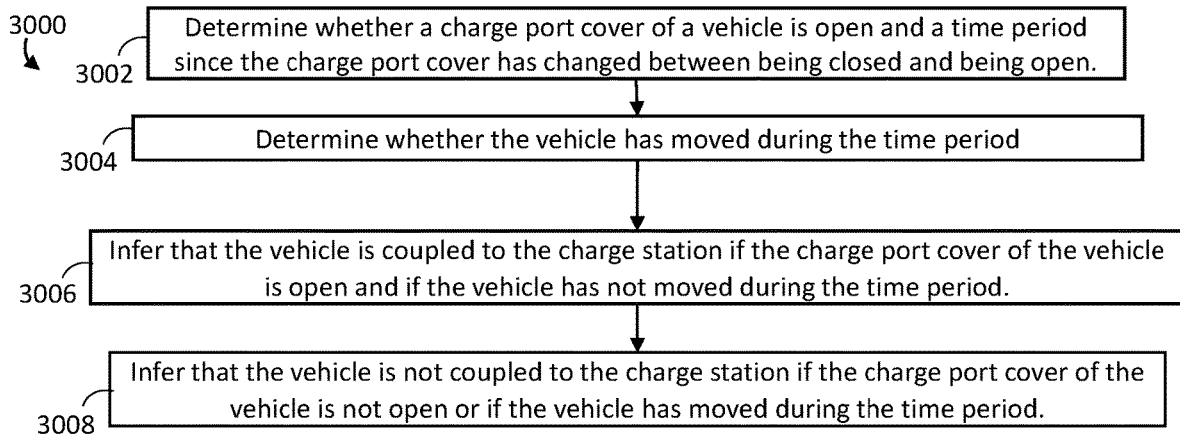 3000
Determine whether a charge port cover of a vehicle is open and a time period
since the charge port cover has changed between being closed and being open.
3002
Determine whether the vehicle has moved during the time period
3004
Infer that the vehicle is coupled to the charge station if the charge port cover of the vehicle
is open and if the vehicle has not moved during the time period.
3006
Infer that the vehicle is not coupled to the charge station if the charge port cover of the
vehicle is not open or if the vehicle has moved during the time period.
3008